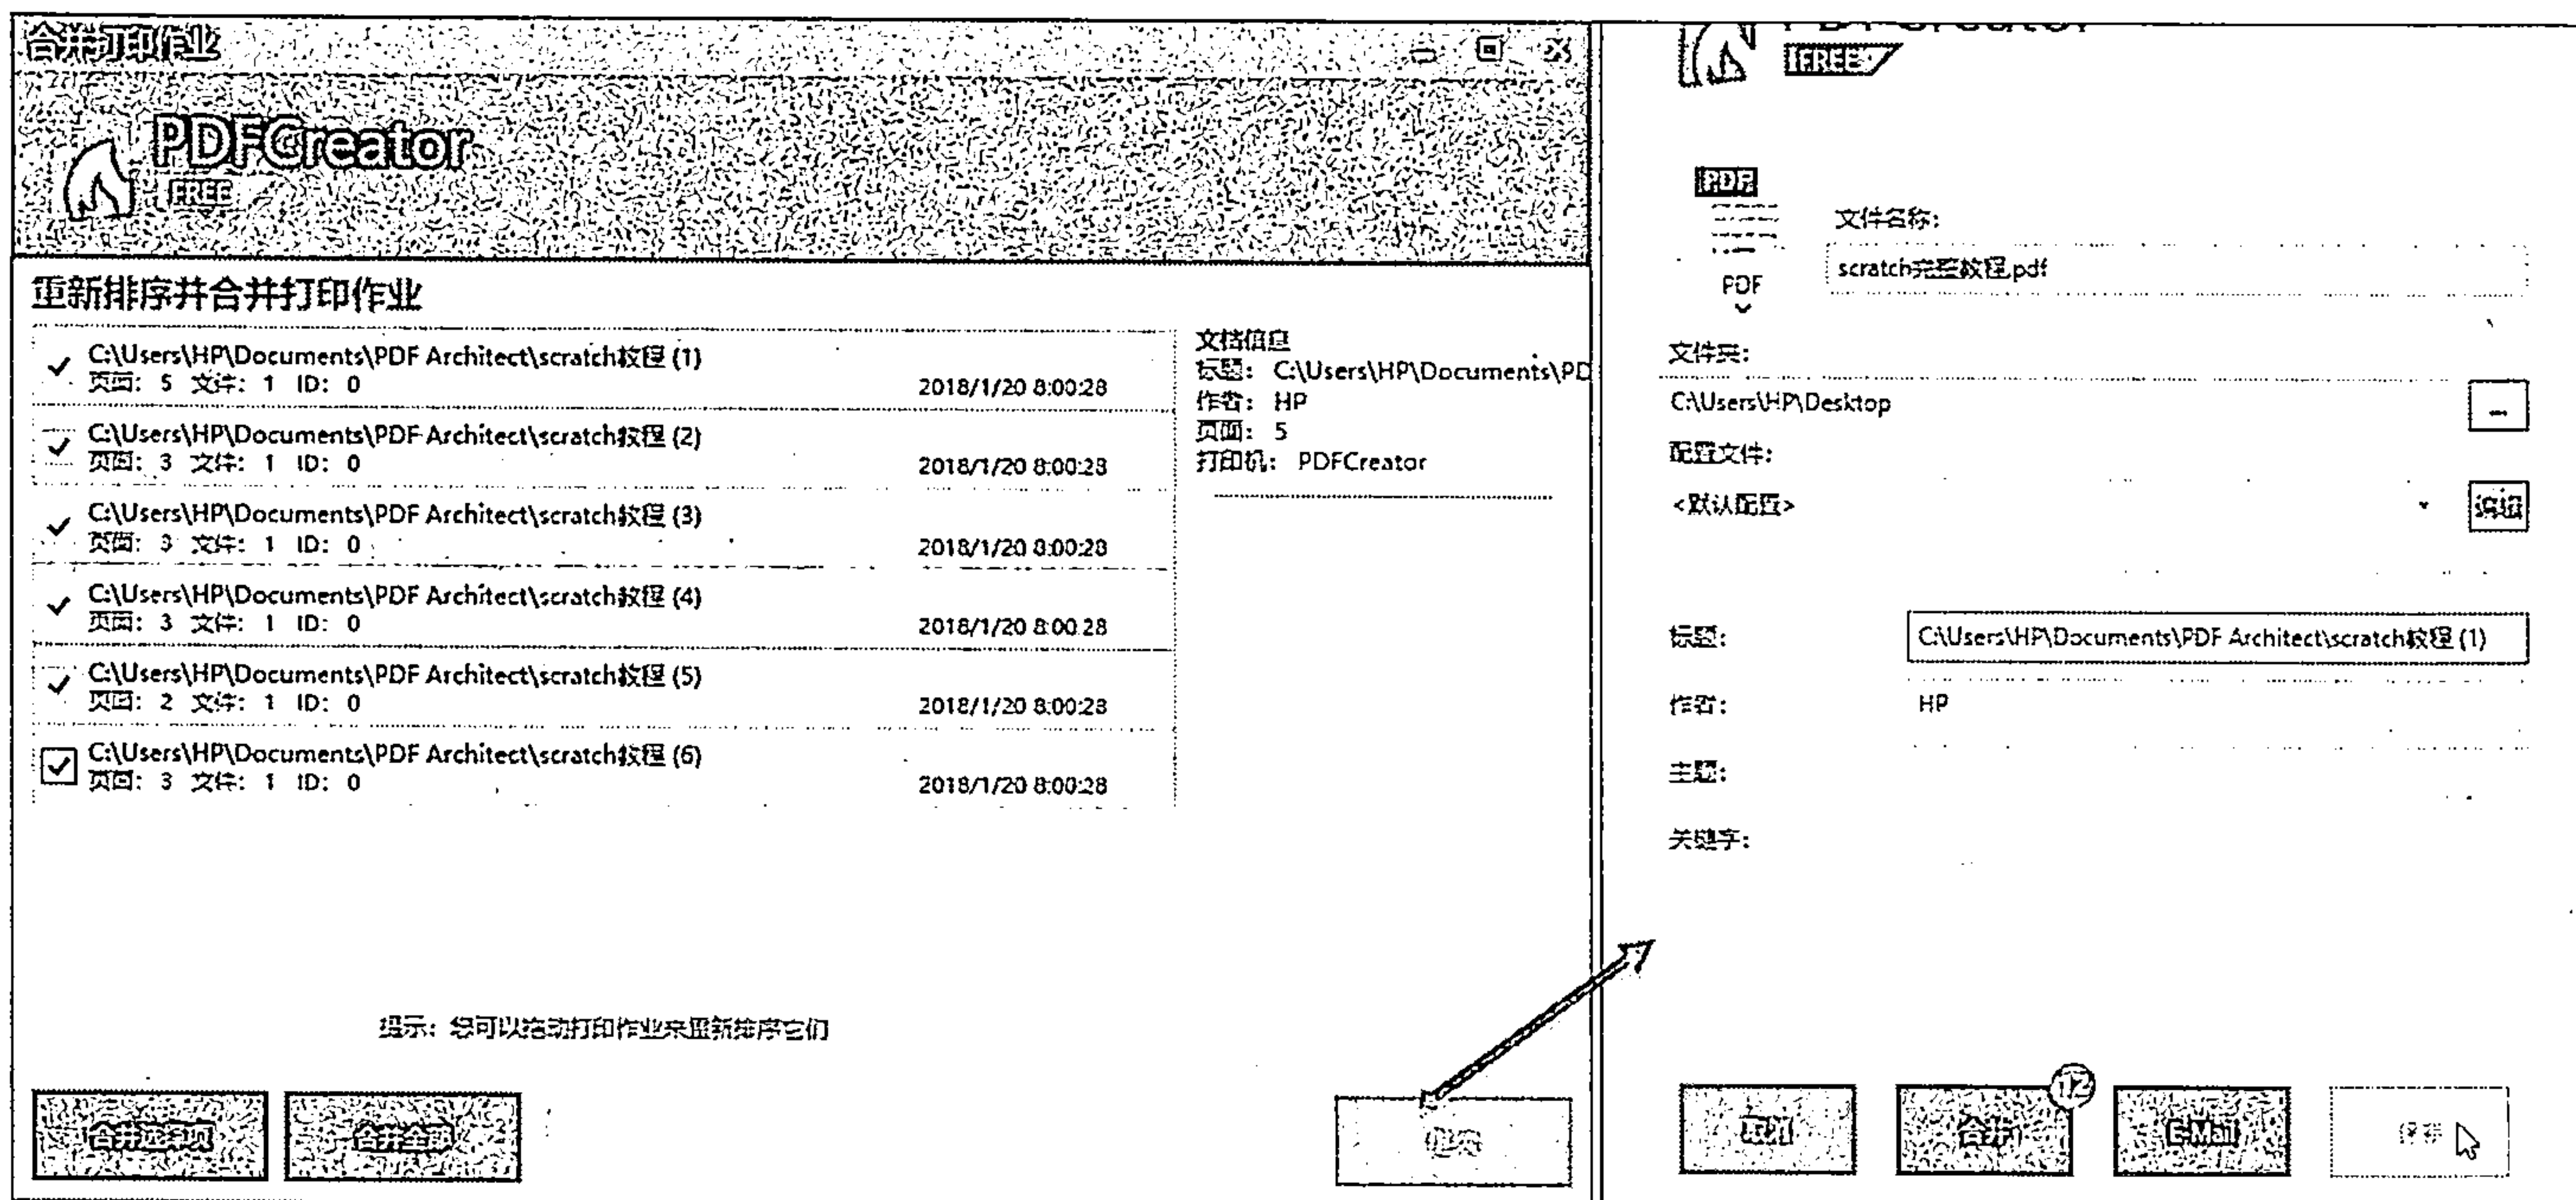 合并打印作业
PDFCreator
FREE
重新排序并合并打印作业
C:\Users\HP\Documents\PDF Architect\scratch教程 (1)
页面: 5 文件: 1 ID: 0
2018/1/20 8:00:28
C:\Users\HP\Documents\PDF Architect\scratch教程 (2)
页面: 3 文件: 1 ID: 0
2018/1/20 8:00:28
C:\Users\HP\Documents\PDF Architect\scratch教程 (3)
页面: 3 文件: 1 ID: 0
2018/1/20 8:00:28
C:\Users\HP\Documents\PDF Architect\scratch教程 (4)
页面: 3 文件: 1 ID: 0
2018/1/20 8:00:28
C:\Users\HP\Documents\PDF Architect\scratch教程 (5)
页面: 2 文件: 1 ID: 0
2018/1/20 8:00:28
C:\Users\HP\Documents\PDF Architect\scratch教程 (6)
页面: 3 文件: 1 ID: 0
2018/1/20 8:00:28
文档信息
标题: C:\Users\HP\Documents\PD
作者: HP
页面: 5
打印机: PDFCreator
提示: 您可以拖动打印作业来重新排序它们
合并选择项
合并全部
继续
FREE
PDF
PDF
文件名称:
scratch完整教程.pdf
文件夹:
C:\Users\HP\Desktop
...
配置文件:
<默认配置>
编辑
标题:
C:\Users\HP\Documents\PDF Architect\scratch教程 (1)
作者:
HP
主题:
关键字:
取消
合并
12
E-Mail
保存